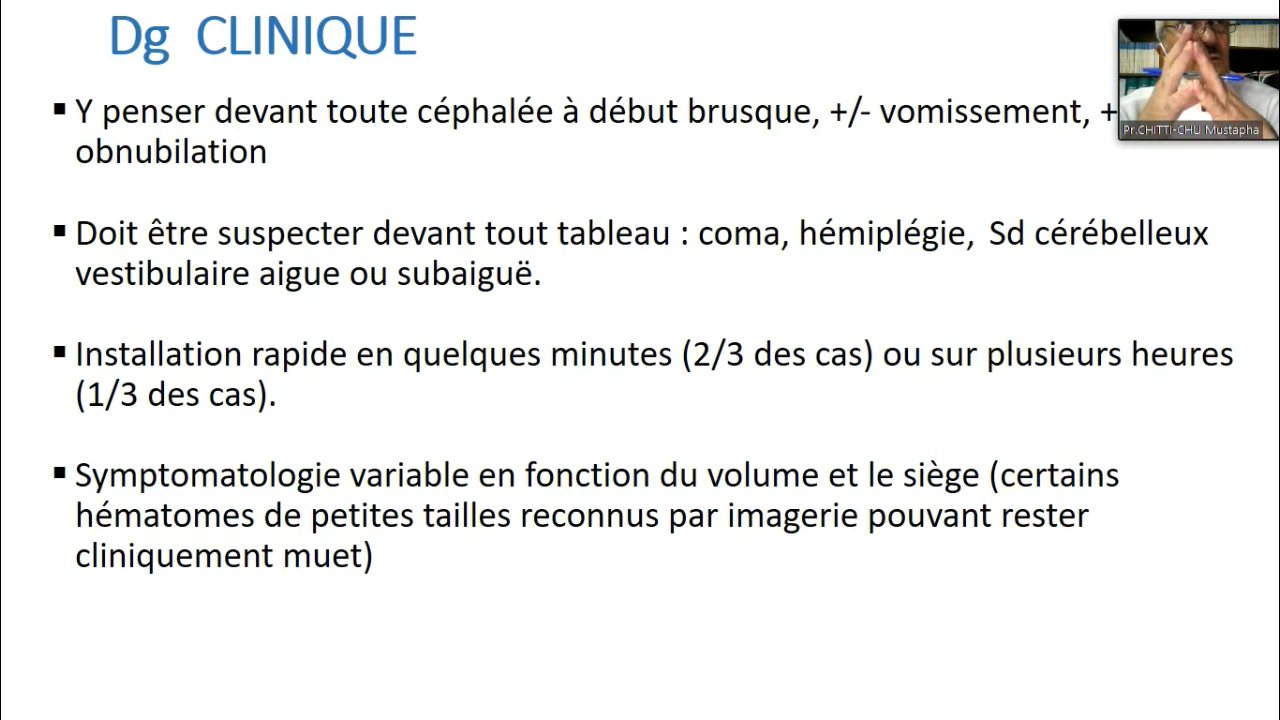 Dg CLINIQUE
▪ Y penser devant toute céphalée à début brusque, +/- vomissement, +
obnubilation
▪ Doit être suspecter devant tout tableau : coma, hémiplégie, Sd cérébelleux
vestibulaire aigue ou subaiguë.
▪ Installation rapide en quelques minutes (2/3 des cas) ou sur plusieurs heures
(1/3 des cas).
▪ Symptomatologie variable en fonction du volume et le siège (certains
hématomes de petites tailles reconnus par imagerie pouvant rester
cliniquement muet)
Pr.CHITTI-CHU Mustapha